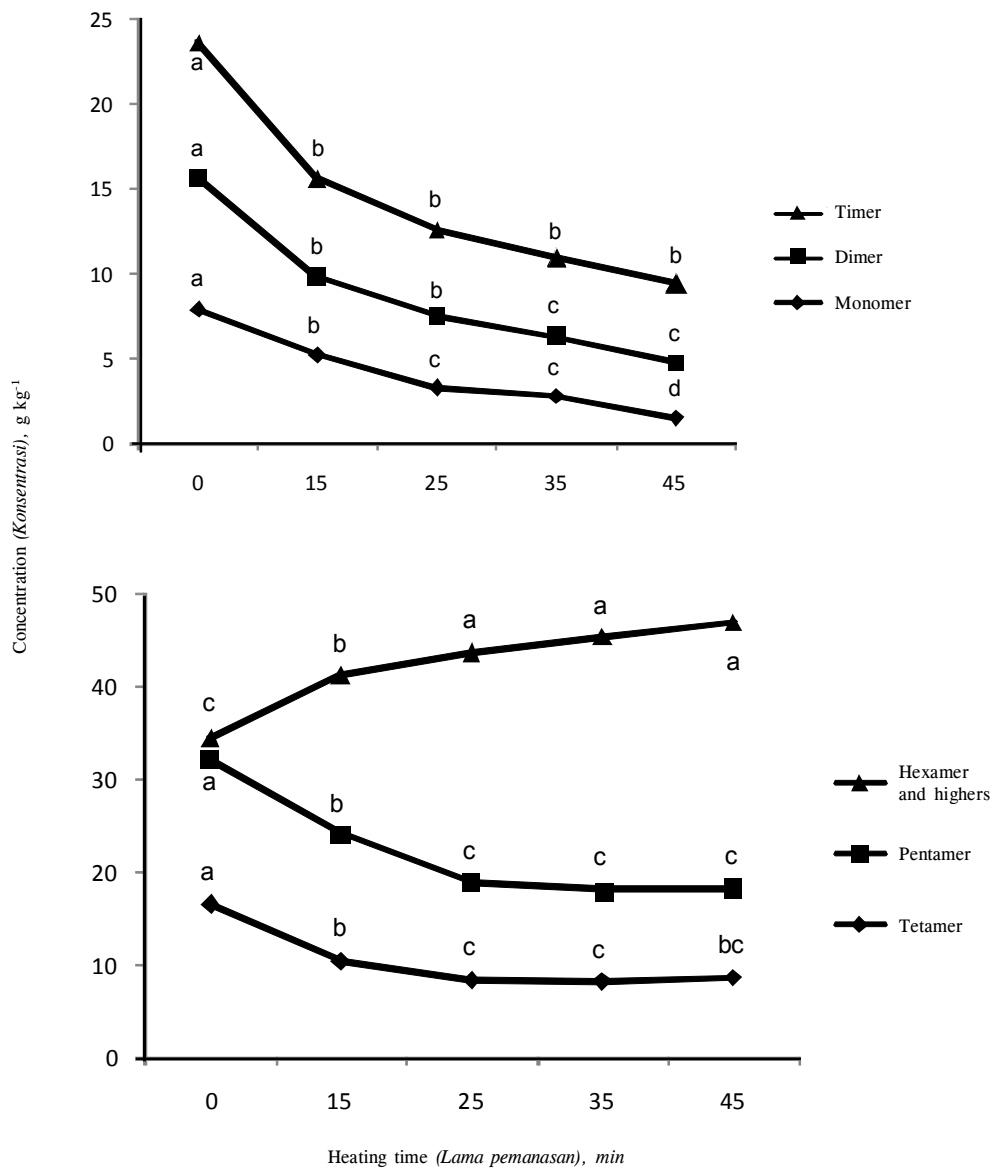 Concentration (Konsentrasi), g kg⁻¹
25
20
15
10
5
0
a
b
b
b
b
a
b
b
c
c
a
b
c
c
d
0 15 25 35 45
Timer
Dimer
Monomer
50
40
30
20
10
0
c
b
a
a
a
a
b
c
c
c
a
b
c
c
bc
0 15 25 35 45
Hexamer
and highers
Pentamer
Tetamer
Heating time (Lama pemanasan), min